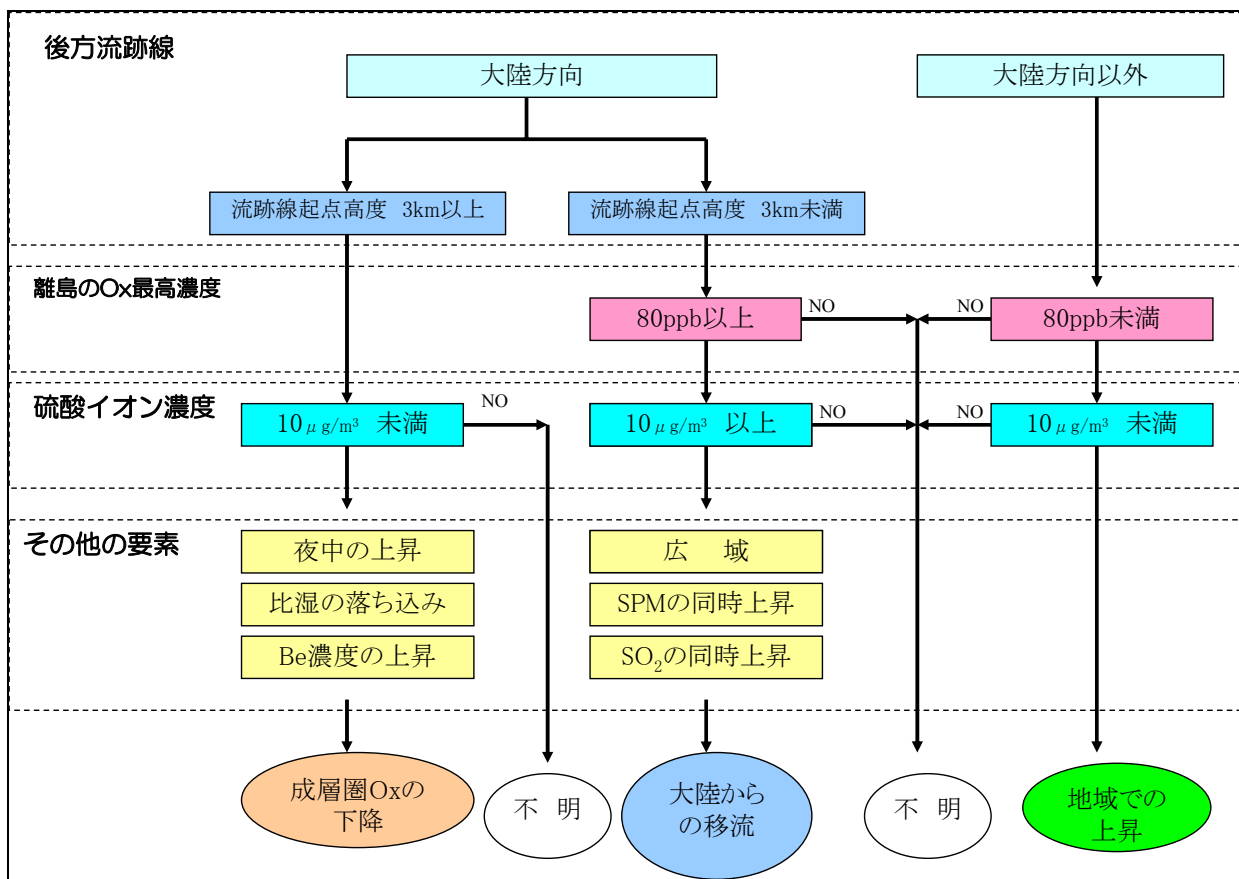 後方流跡線
大陸方向
大陸方向以外
流跡線起点高度 3km以上
流跡線起点高度 3km未満
離島のOx最高濃度
80ppb以上
NO
NO
80ppb未満
硫酸イオン濃度
10μg/m³ 未満
NO
10μg/m³ 以上
NO
NO
10μg/m³ 未満
その他の要素
夜中の上昇
広 域
比湿の落ち込み
SPMの同時上昇
Be濃度の上昇
SO₂の同時上昇
成層圏Oxの
下降
不 明
大陸から
の移流
不 明
地域での
上昇